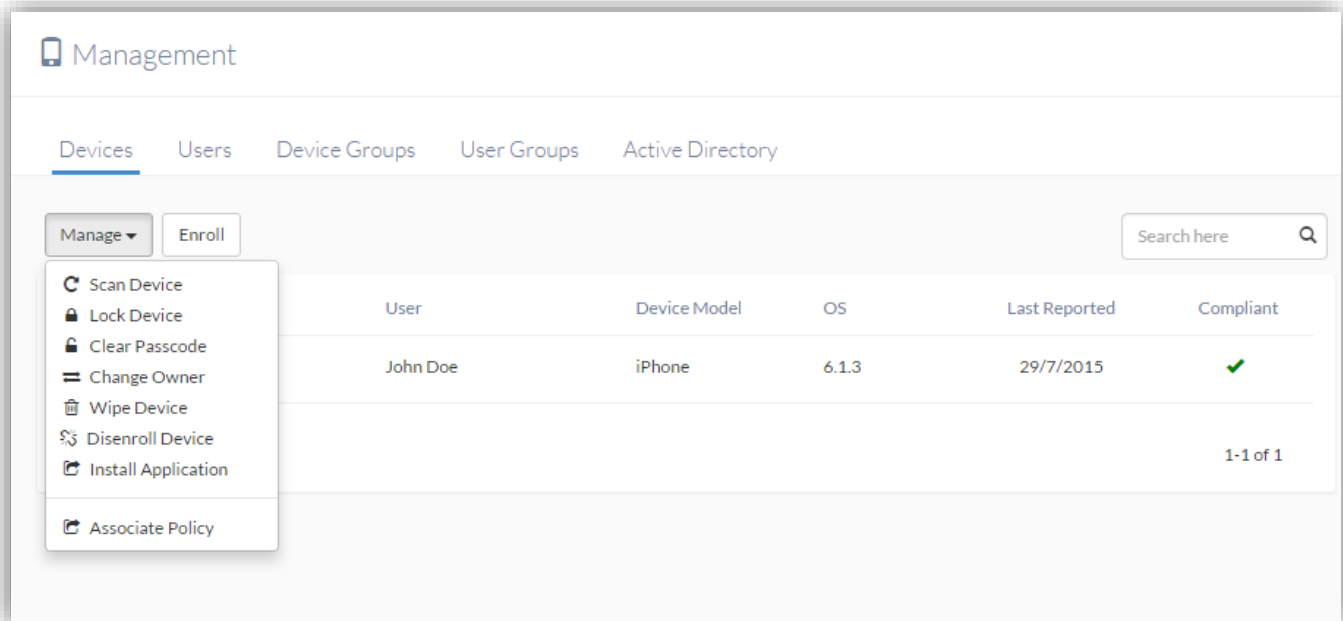 Management
Devices Users Device Groups User Groups Active Directory
Manage Enroll Search here
Scan Device
Lock Device
Clear Passcode
Change Owner
Wipe Device
Disenroll Device
Install Application
Associate Policy
User Device Model OS Last Reported Compliant
John Doe iPhone 6.1.3 29/7/2015
1-1 of 1